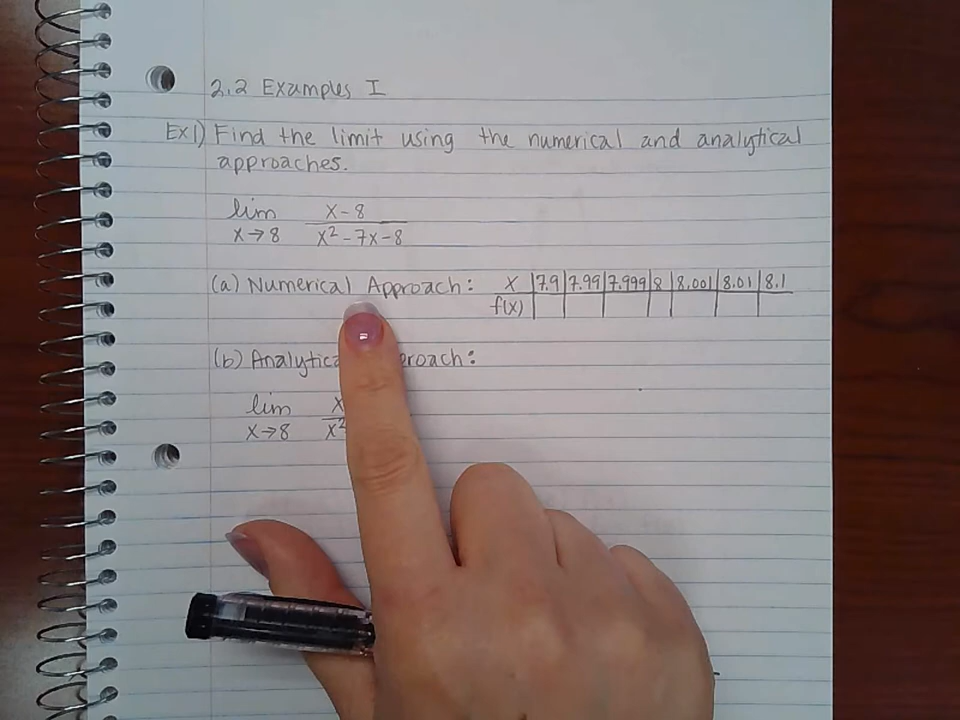 2.2 Examples I
Ex1) Find the limit using the numerical and analytical
approaches.
lim x-8
x→8 x²-7x-8
(a) Numerical Approach: x 7.9 7.99 7.999 8 8.001 8.01 8.1
f(x)
(b) Analytica roach:
lim x
x→8 x²